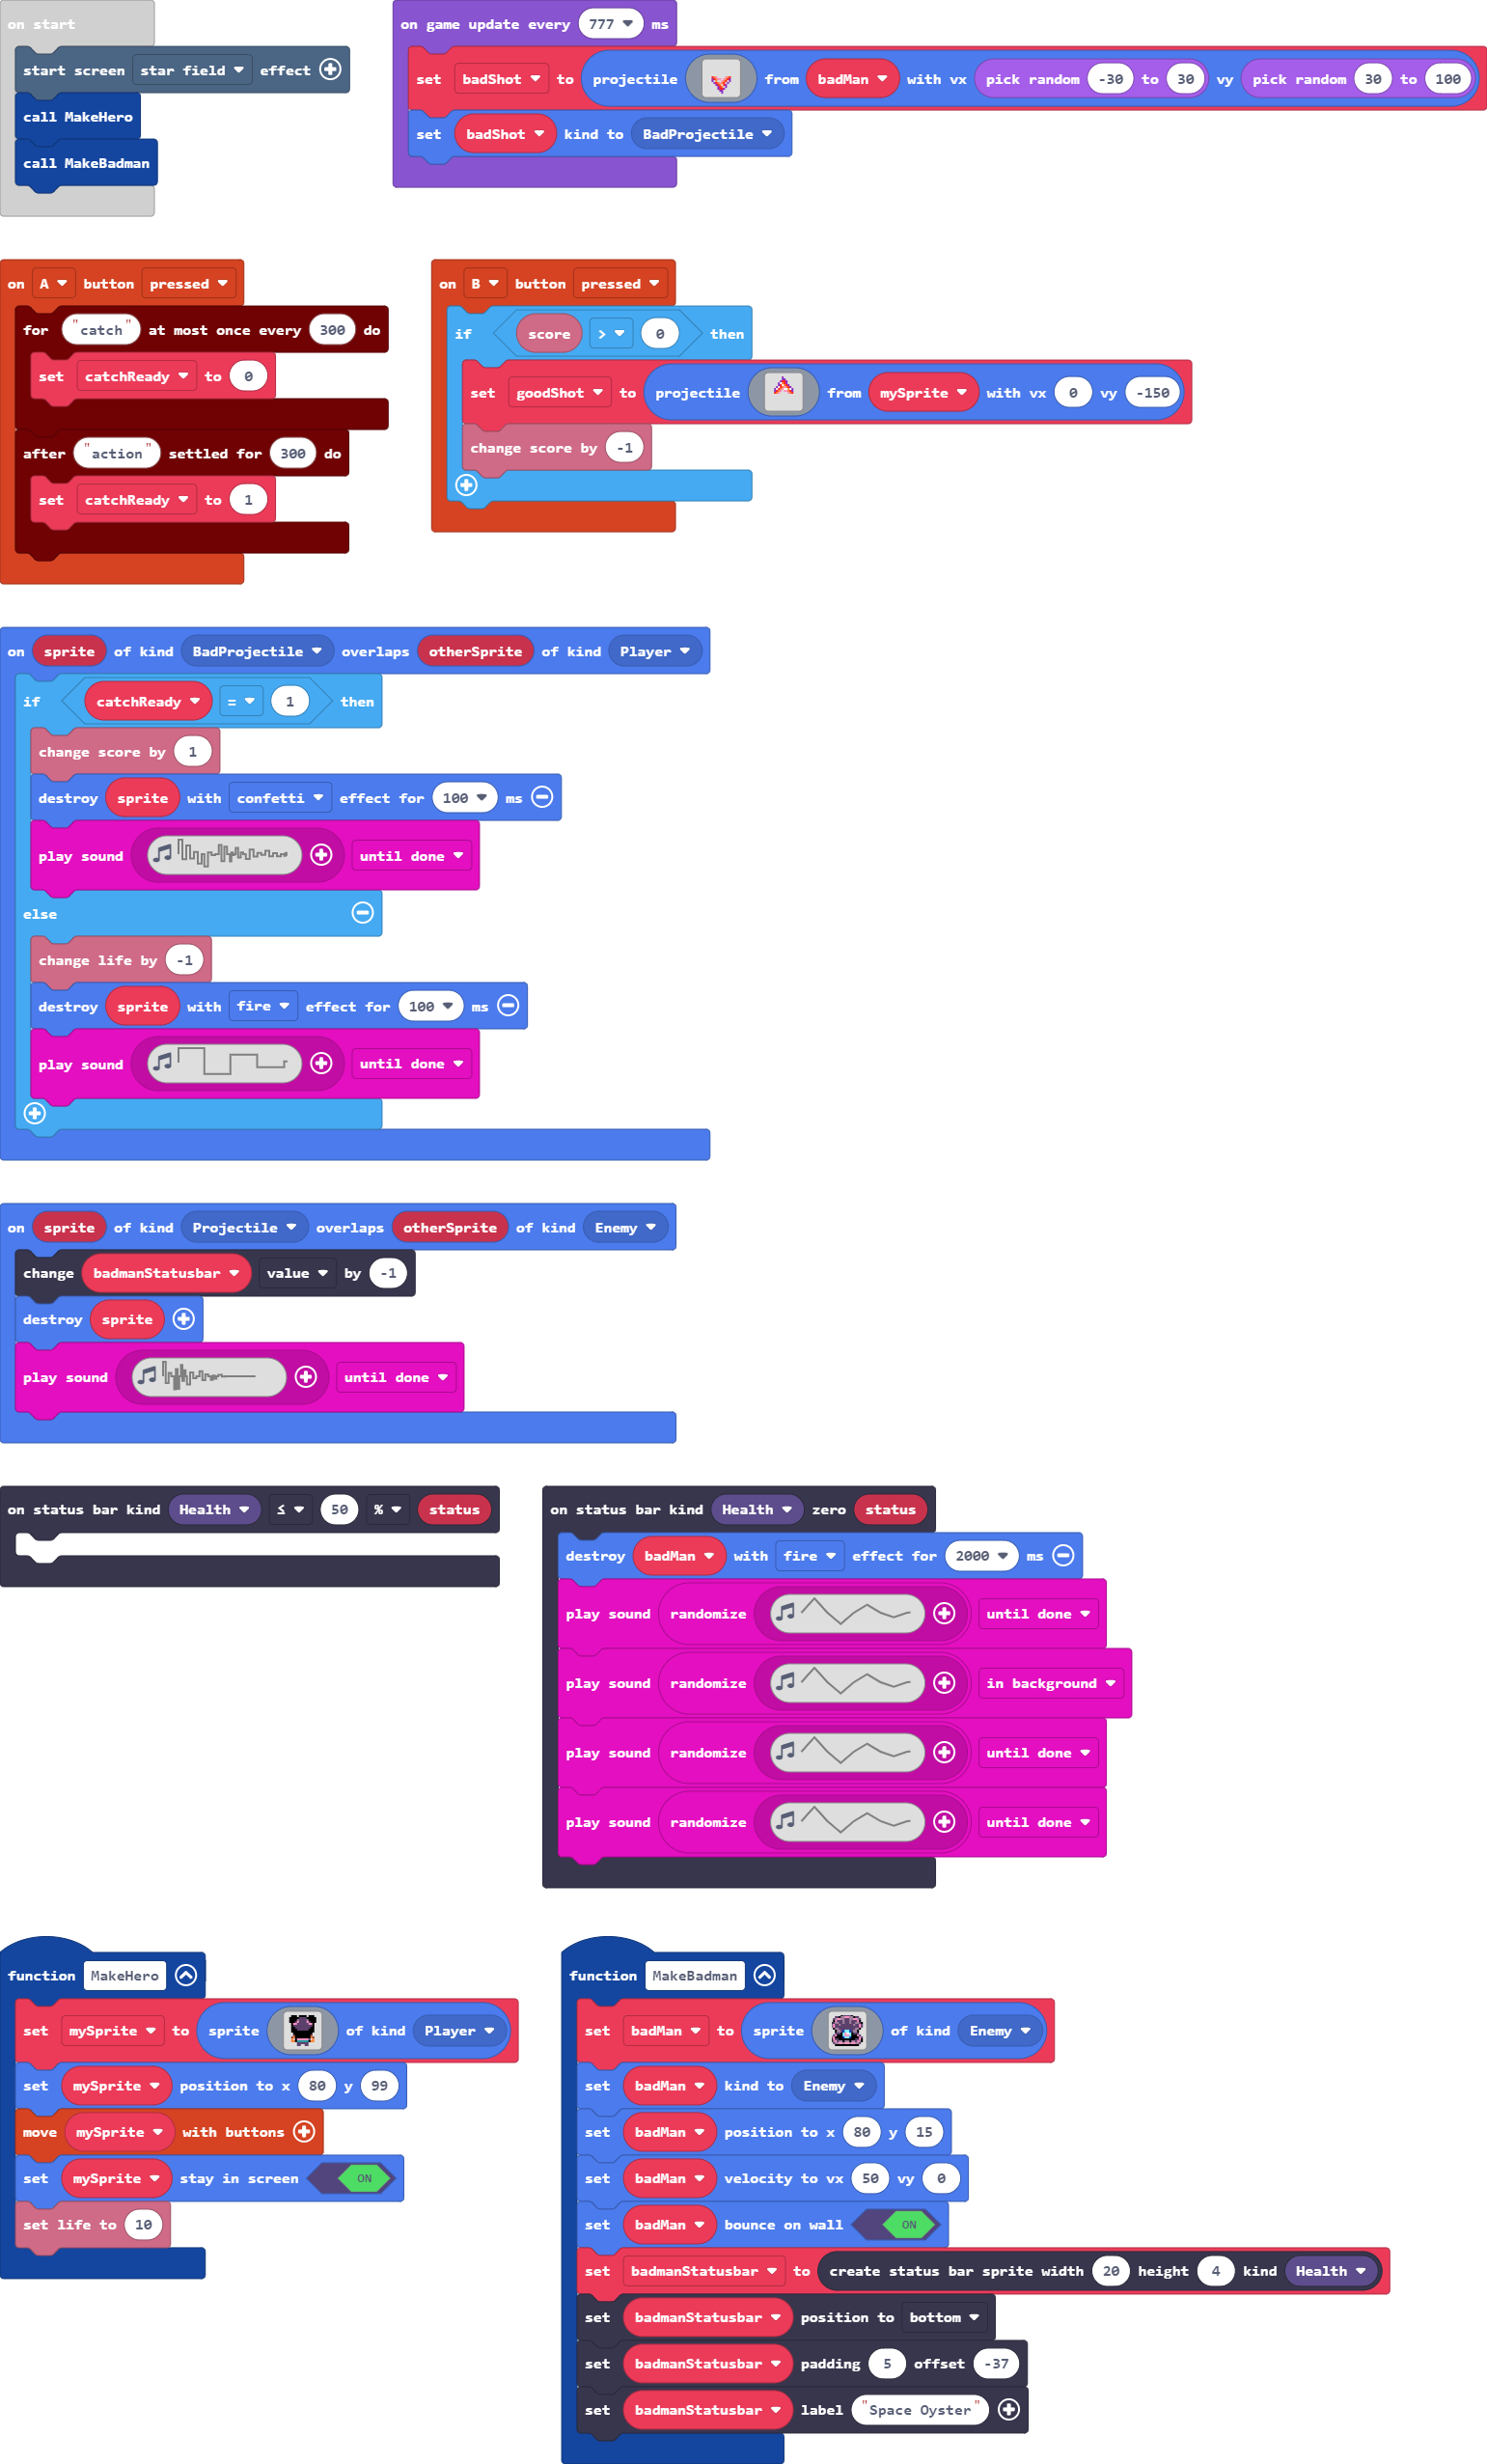 on start
start screen star field effect
call MakeHero
call MakeBadman
on game update every 777 ms
set badShot to projectile from badMan with vx pick random -30 to 30 vy pick random 30 to 100
set badShot kind to BadProjectile
on A button pressed
for "catch" at most once every 300 do
set catchReady to 0
after "action" settled for 300 do
set catchReady to 1
on B button pressed
if score > 0 then
set goodShot to projectile from mySprite with vx 0 vy -150
change score by -1
on sprite of kind BadProjectile overlaps otherSprite of kind Player
if catchReady = 1 then
change score by 1
destroy sprite with confetti effect for 100 ms
play sound until done
else
change life by -1
destroy sprite with fire effect for 100 ms
play sound until done
on sprite of kind Projectile overlaps otherSprite of kind Enemy
change badmanStatusbar value by -1
destroy sprite
play sound until done
on status bar kind Health ≤ 50 % status
on status bar kind Health zero status
destroy badMan with fire effect for 2000 ms
play sound randomize until done
play sound randomize in background
play sound randomize until done
play sound randomize until done
function MakeHero
set mySprite to sprite of kind Player
set mySprite position to x 80 y 99
move mySprite with buttons
set mySprite stay in screen ON
set life to 10
function MakeBadman
set badMan to sprite of kind Enemy
set badMan kind to Enemy
set badMan position to x 80 y 15
set badMan velocity to vx 50 vy 0
set badMan bounce on wall ON
set badmanStatusbar to create status bar sprite width 20 height 4 kind Health
set badmanStatusbar position to bottom
set badmanStatusbar padding 5 offset -37
set badmanStatusbar label "Space Oyster"